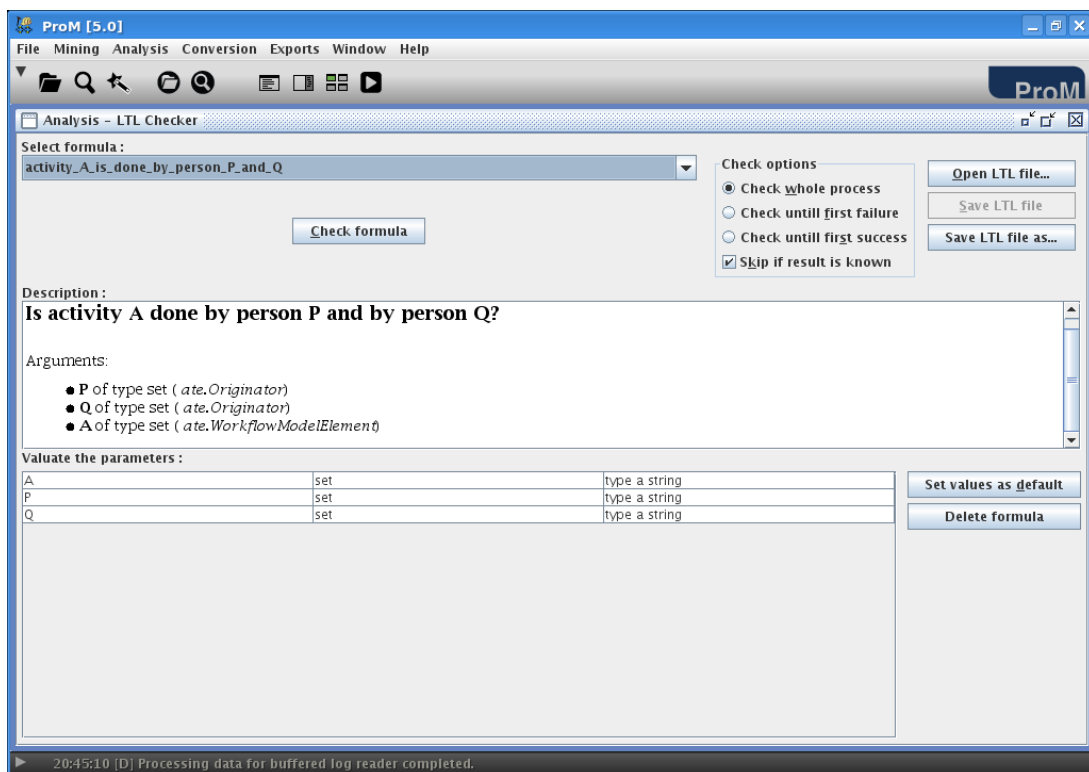 ProM [5.0]
File Mining Analysis Conversion Exports Window Help
ProM
Analysis - LTL Checker
Select formula :
activity_A_is_done_by_person_P_and_Q
Check formula
Check options
Check whole process
Check untill first failure
Check untill first success
Skip if result is known
Open LTL file...
Save LTL file
Save LTL file as...
Description :
Is activity A done by person P and by person Q?
Arguments:
P of type set ( ate.Originator)
Q of type set ( ate.Originator)
A of type set ( ate.WorkflowModelElement)
Valuate the parameters :
A set type a string
P set type a string
Q set type a string
Set values as default
Delete formula
20:45:10 [D] Processing data for buffered log reader completed.